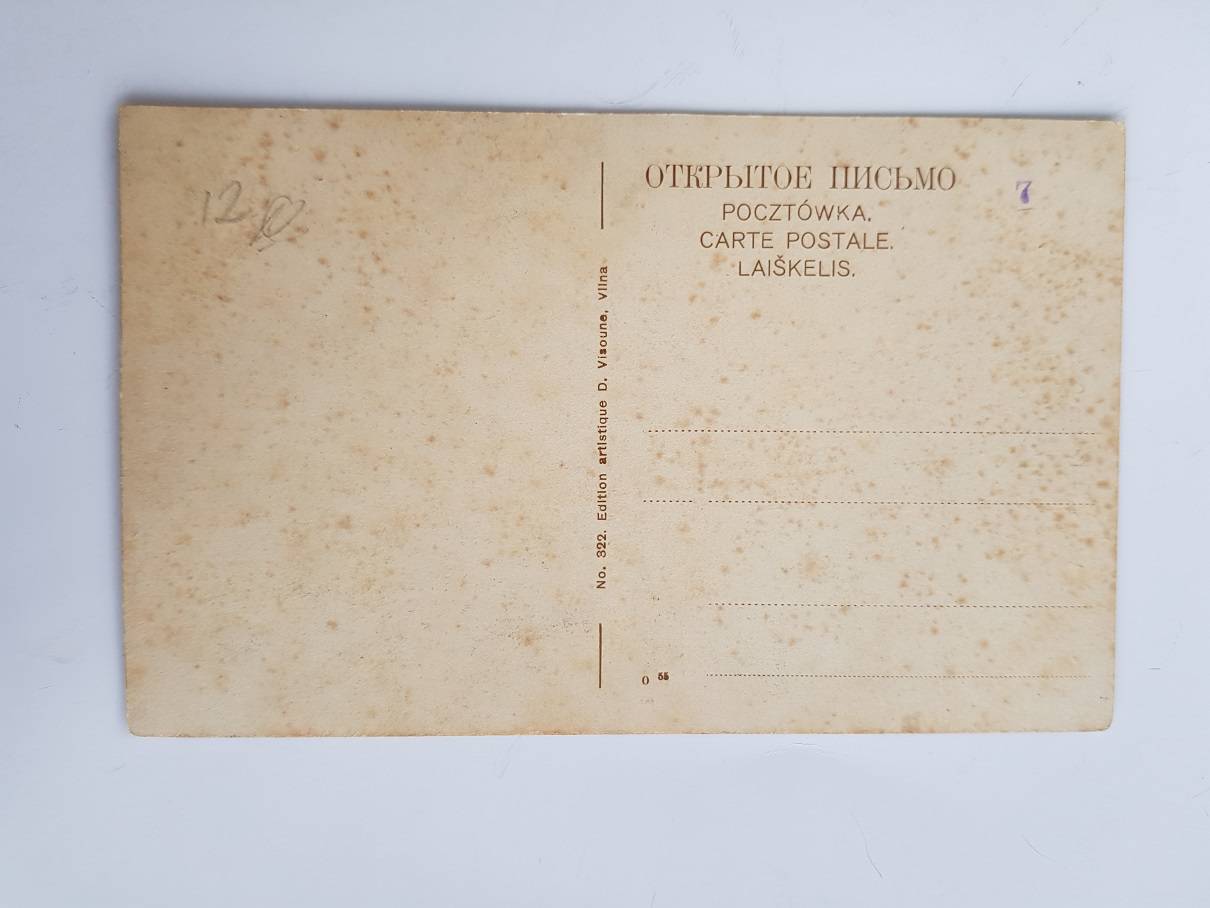 12
ОТКРЫТОЕ ПИСЬМО
POCZTÓWKA.
CARTE POSTALE.
LAIŠKELIS.
7
No. 322. Edition artistique D. Visoune, Vilna
0 55